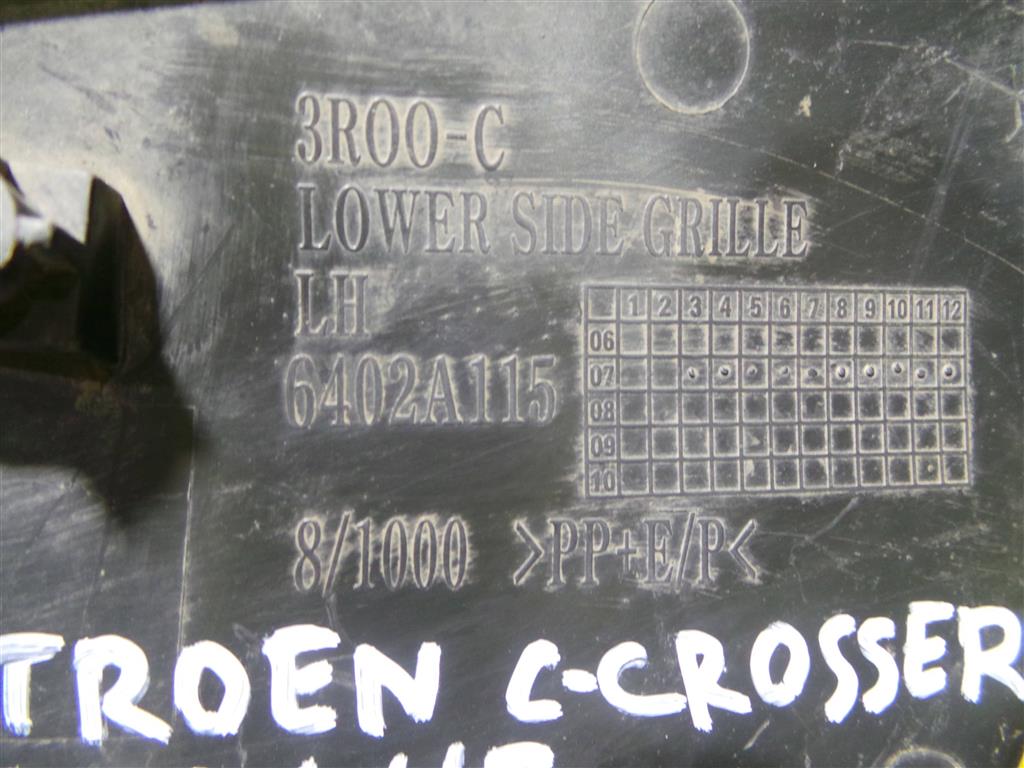 3R00-C
LOWER SIDE GRILLE
LH
6402A115
1 2 3 4 5 6 7 8 9 10 11 12
06
07
08
09
10
8/1000 >PP+E/P<
TROEN C-CROSSER